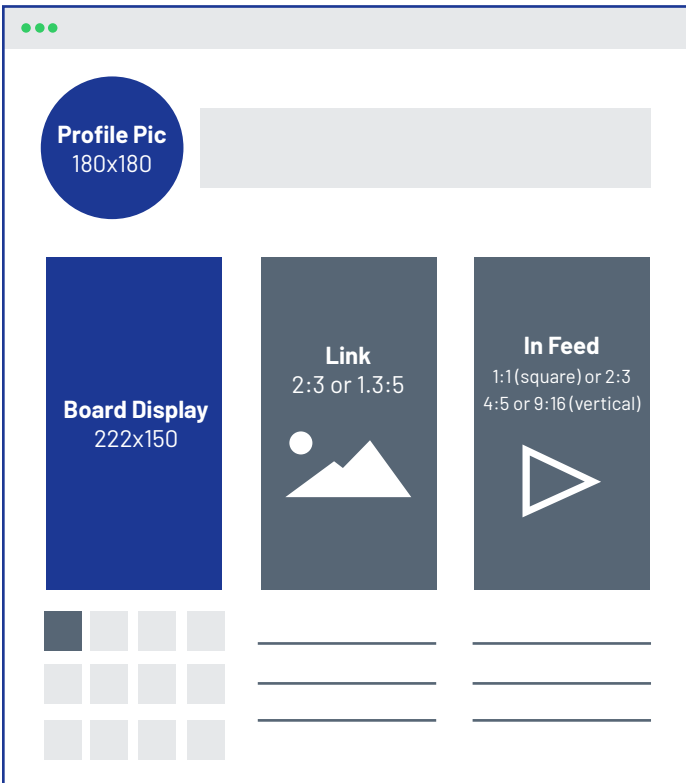 Profile Pic
180x180
Board Display
222x150
Link
2:3 or 1.3:5
In Feed
1:1 (square) or 2:3
4:5 or 9:16 (vertical)